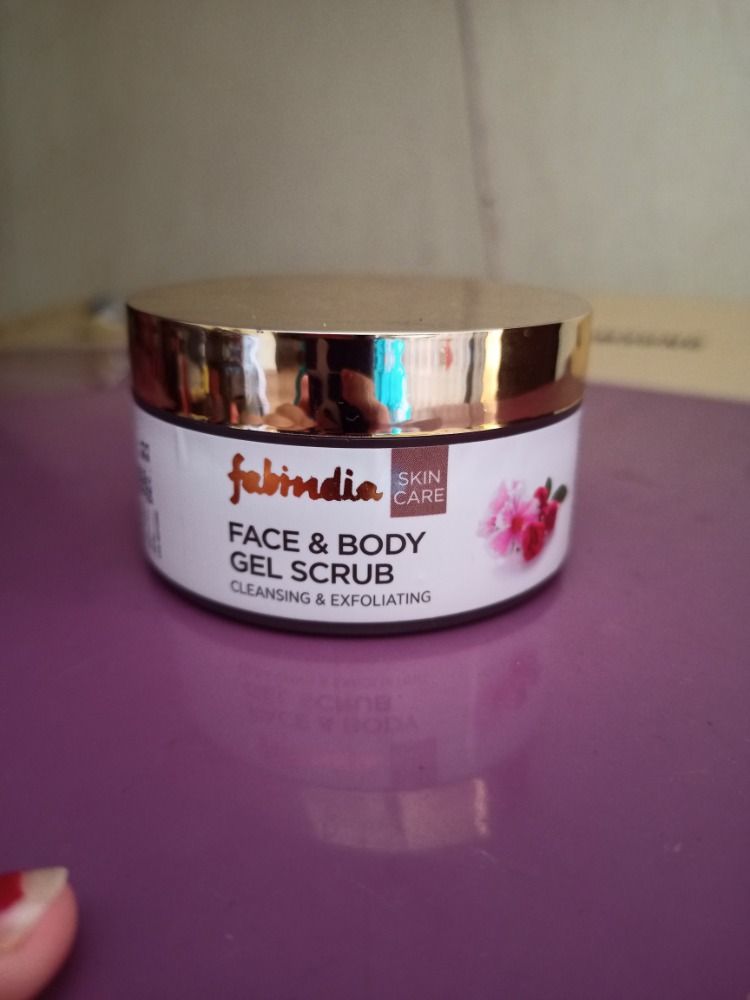 fabindia
SKIN
CARE
FACE & BODY
GEL SCRUB
CLEANSING & EXFOLIATING